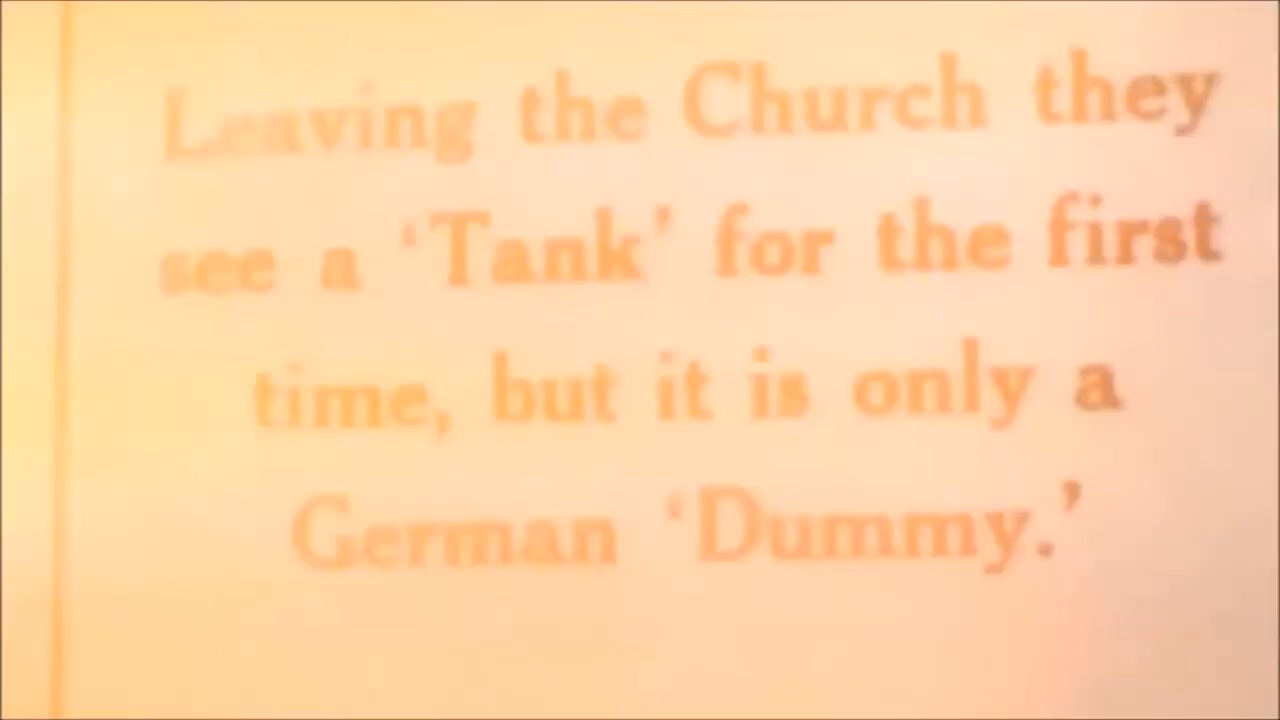 Leaving the Church they
see a ‘Tank’ for the first
time, but it is only a
German ‘Dummy.’